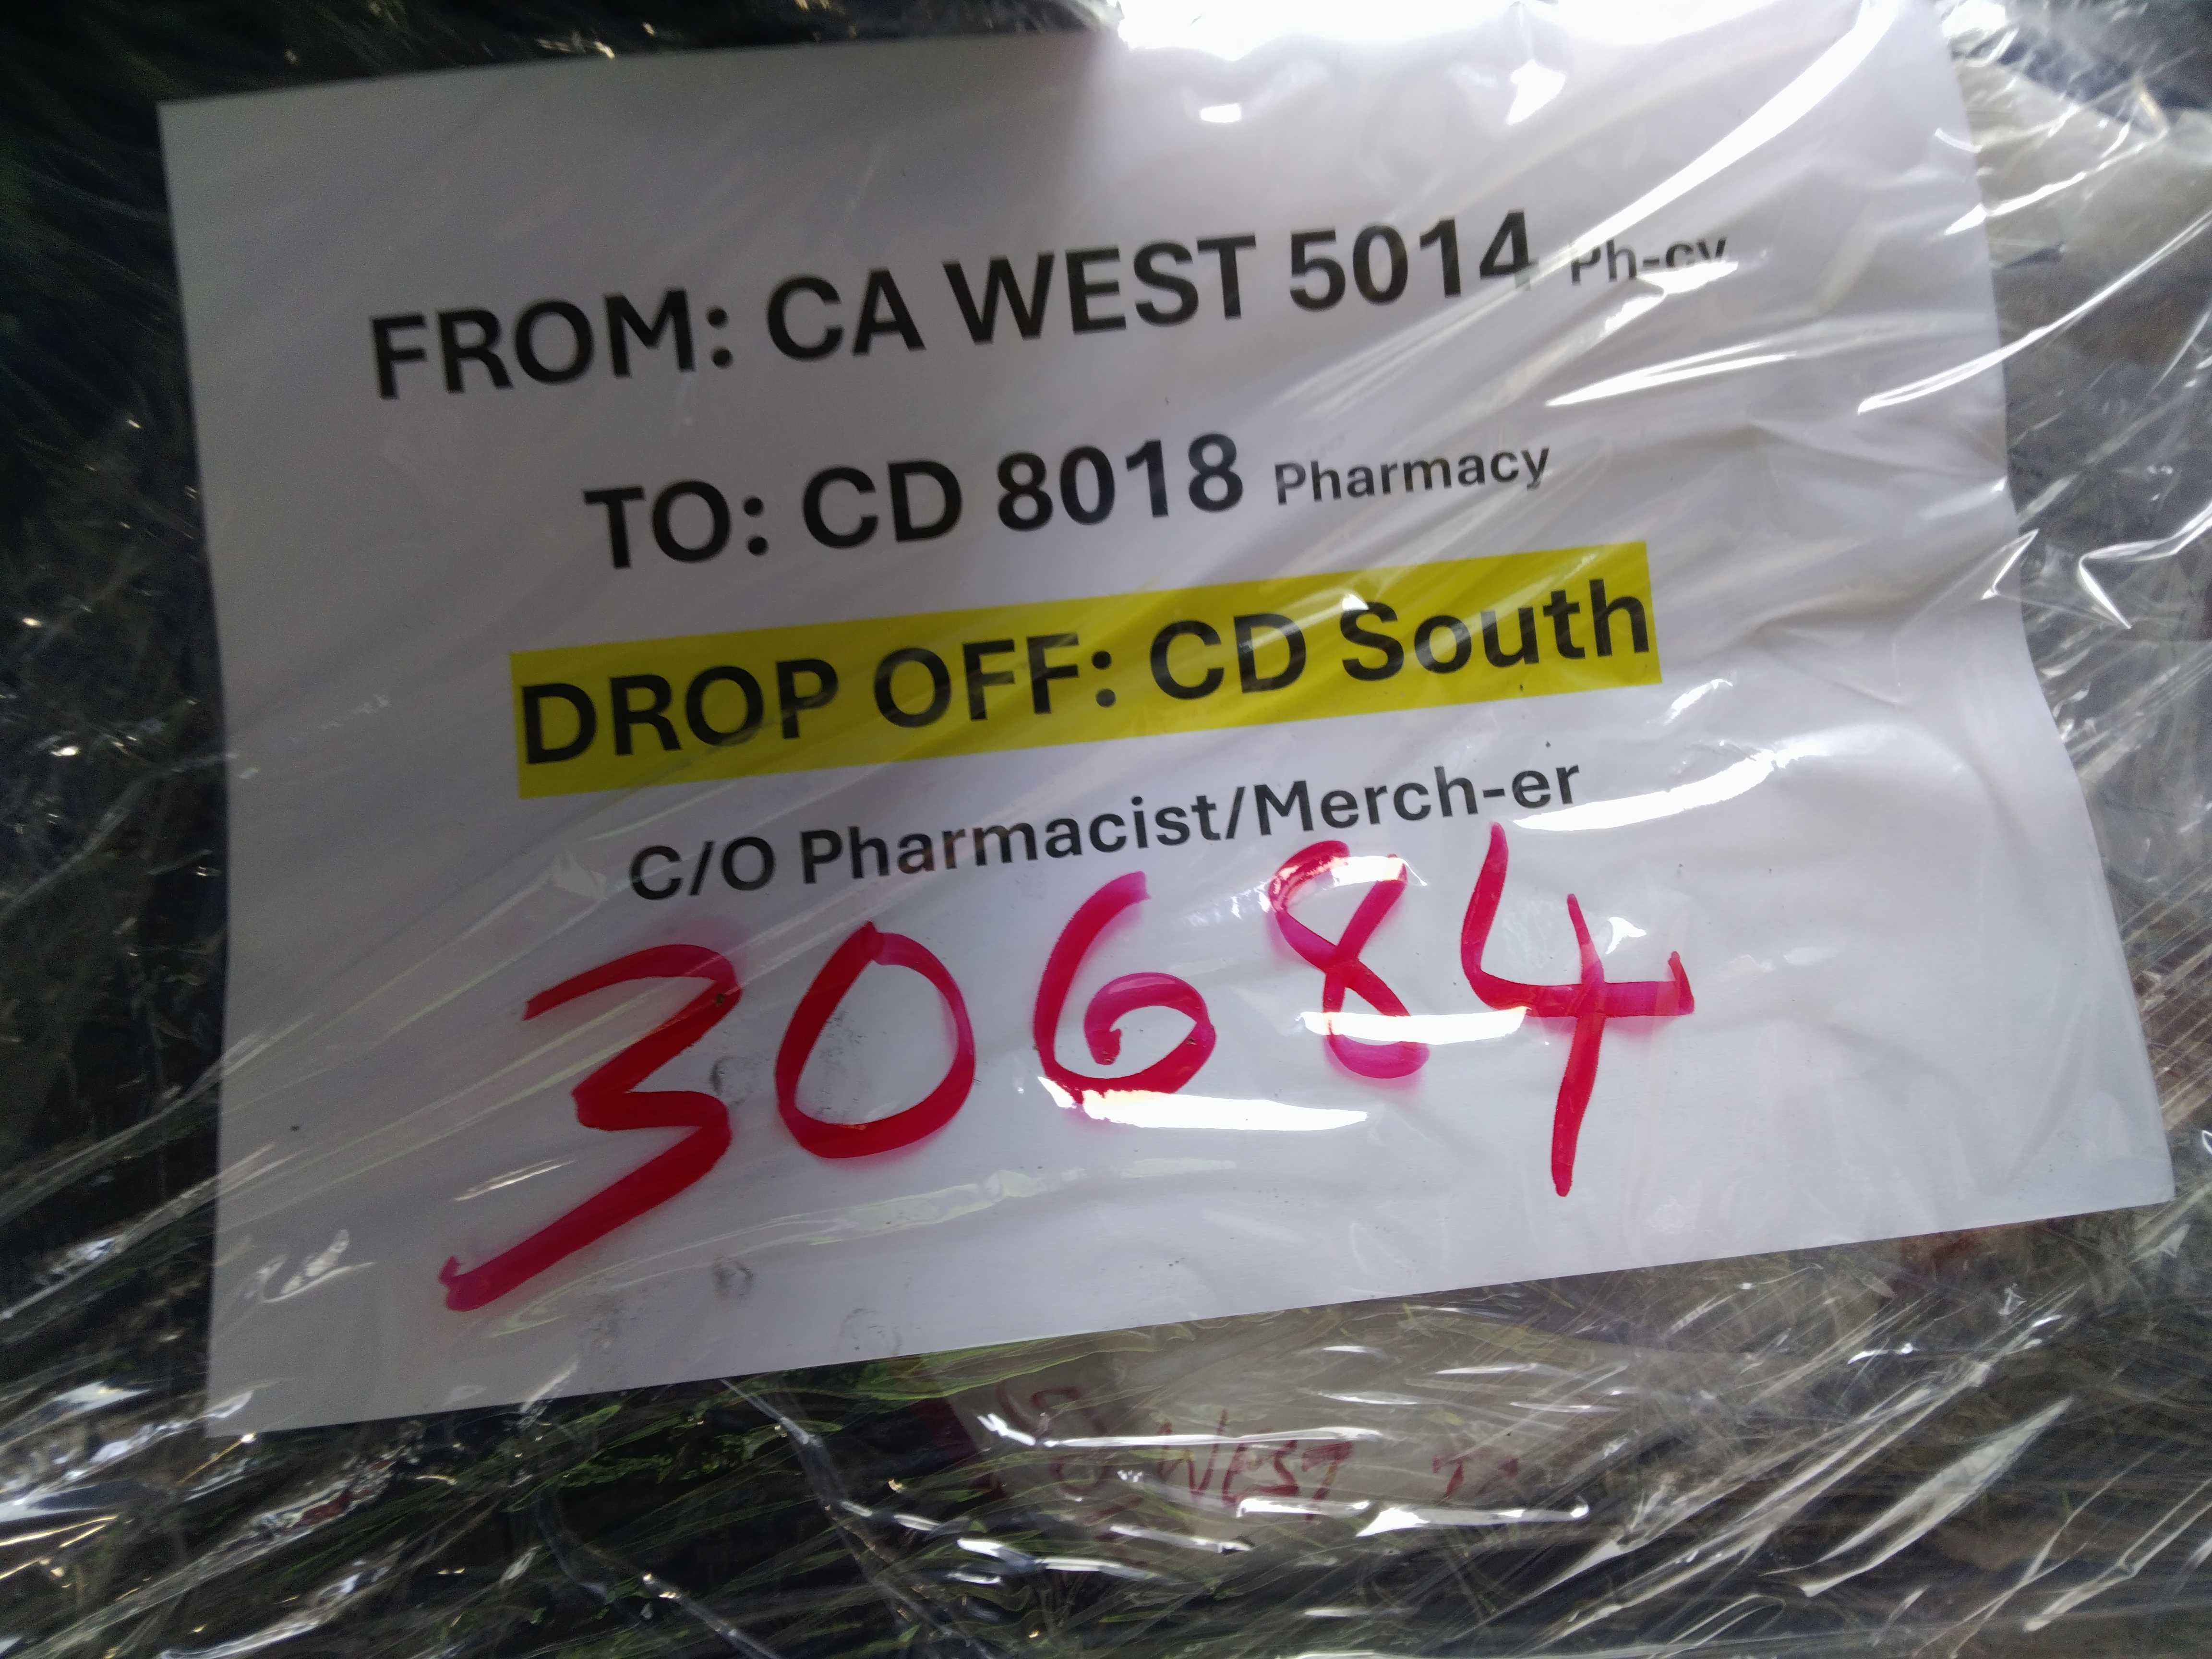 FROM: CA WEST 5014 Ph-cy
TO: CD 8018 Pharmacy
DROP OFF: CD South
C/O Pharmacist/Merch-er
30684
WEST